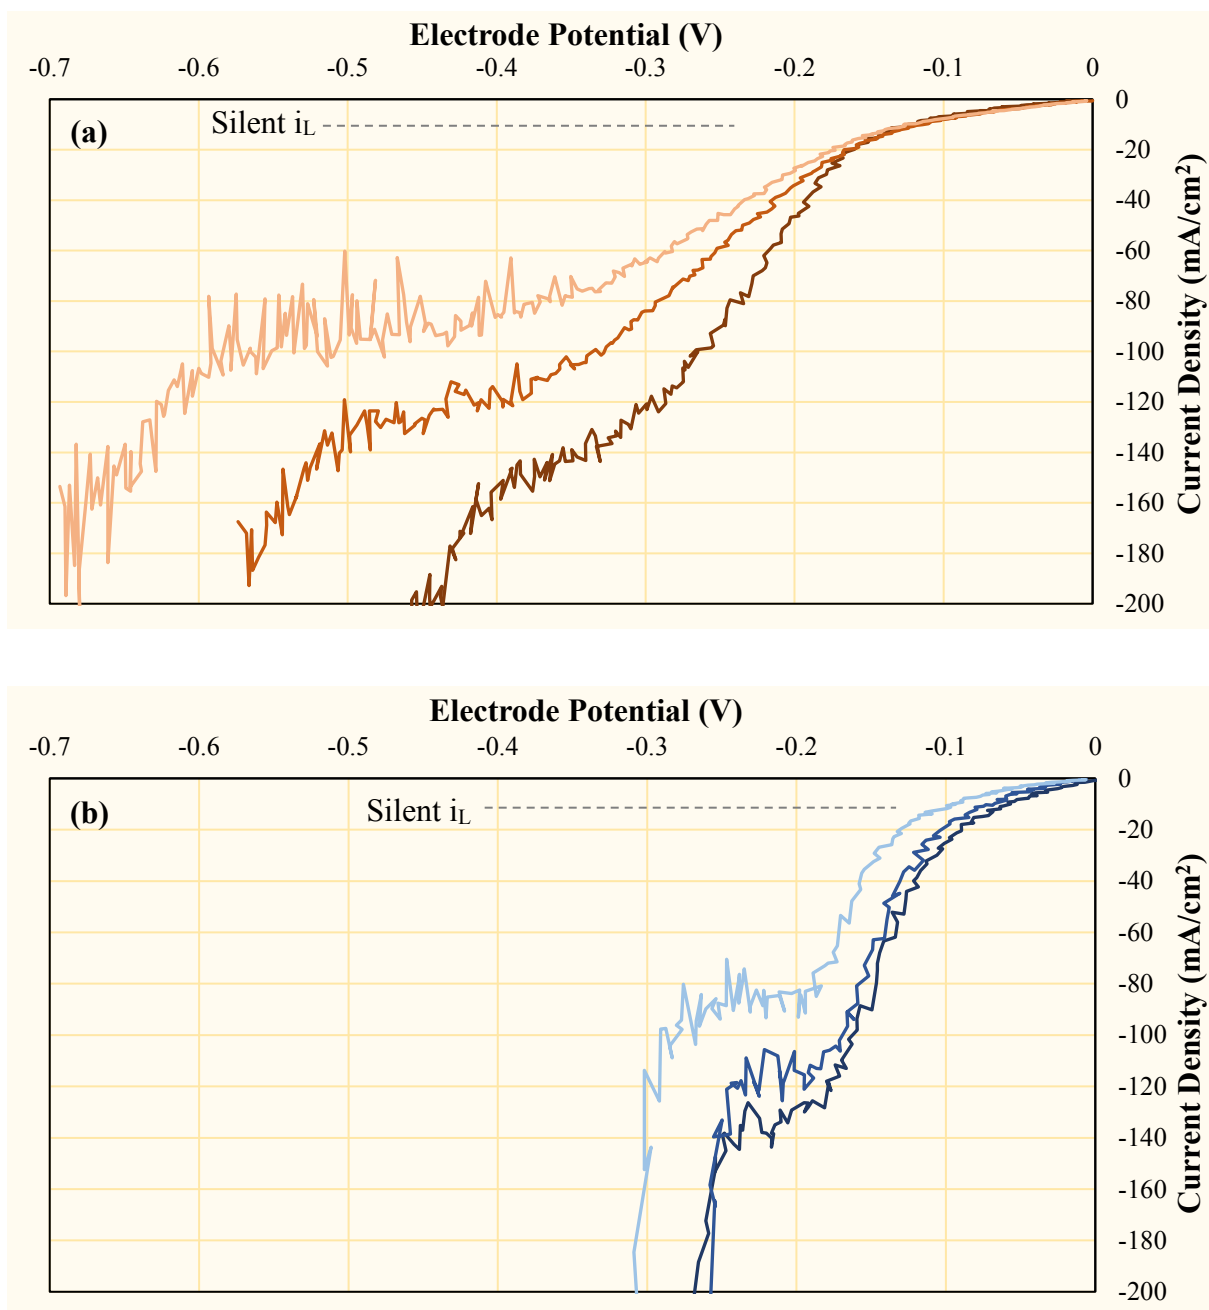 Electrode Potential (V)
-0.7 -0.6 -0.5 -0.4 -0.3 -0.2 -0.1 0
0
(a)
Silent iL
-20
-40
-60
-80
-100
-120
-140
-160
-180
-200
Current Density (mA/cm²)
Electrode Potential (V)
-0.7 -0.6 -0.5 -0.4 -0.3 -0.2 -0.1 0
0
(b)
Silent iL
-20
-40
-60
-80
-100
-120
-140
-160
-180
-200
Current Density (mA/cm²)